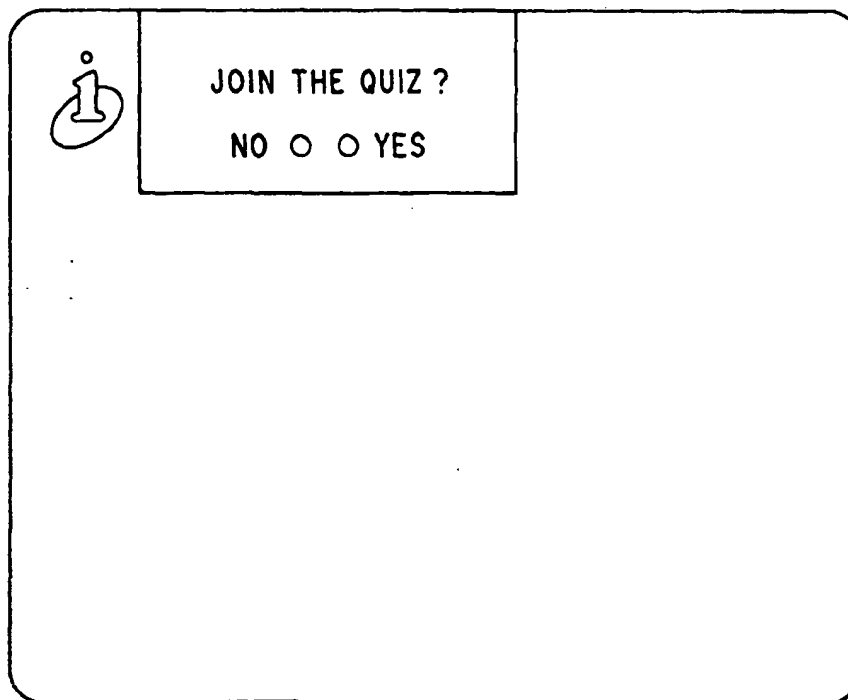 i
JOIN THE QUIZ ?
NO ○ ○ YES